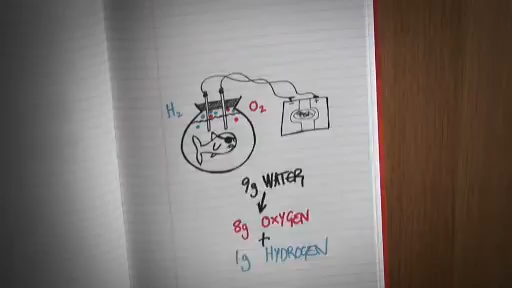 H₂ O₂
9g WATER
8g OXYGEN
+
1g HYDROGEN